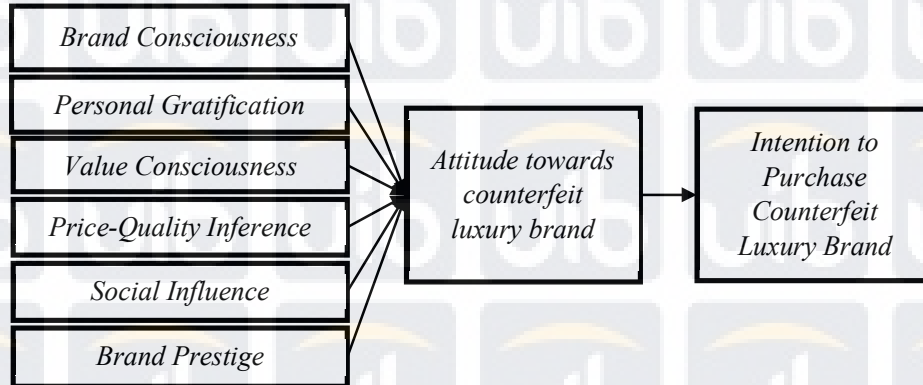 Brand Consciousness
Personal Gratification
Value Consciousness
Price-Quality Inference
Social Influence
Brand Prestige
Attitude towards
counterfeit
luxury brand
Intention to
Purchase
Counterfeit
Luxury Brand